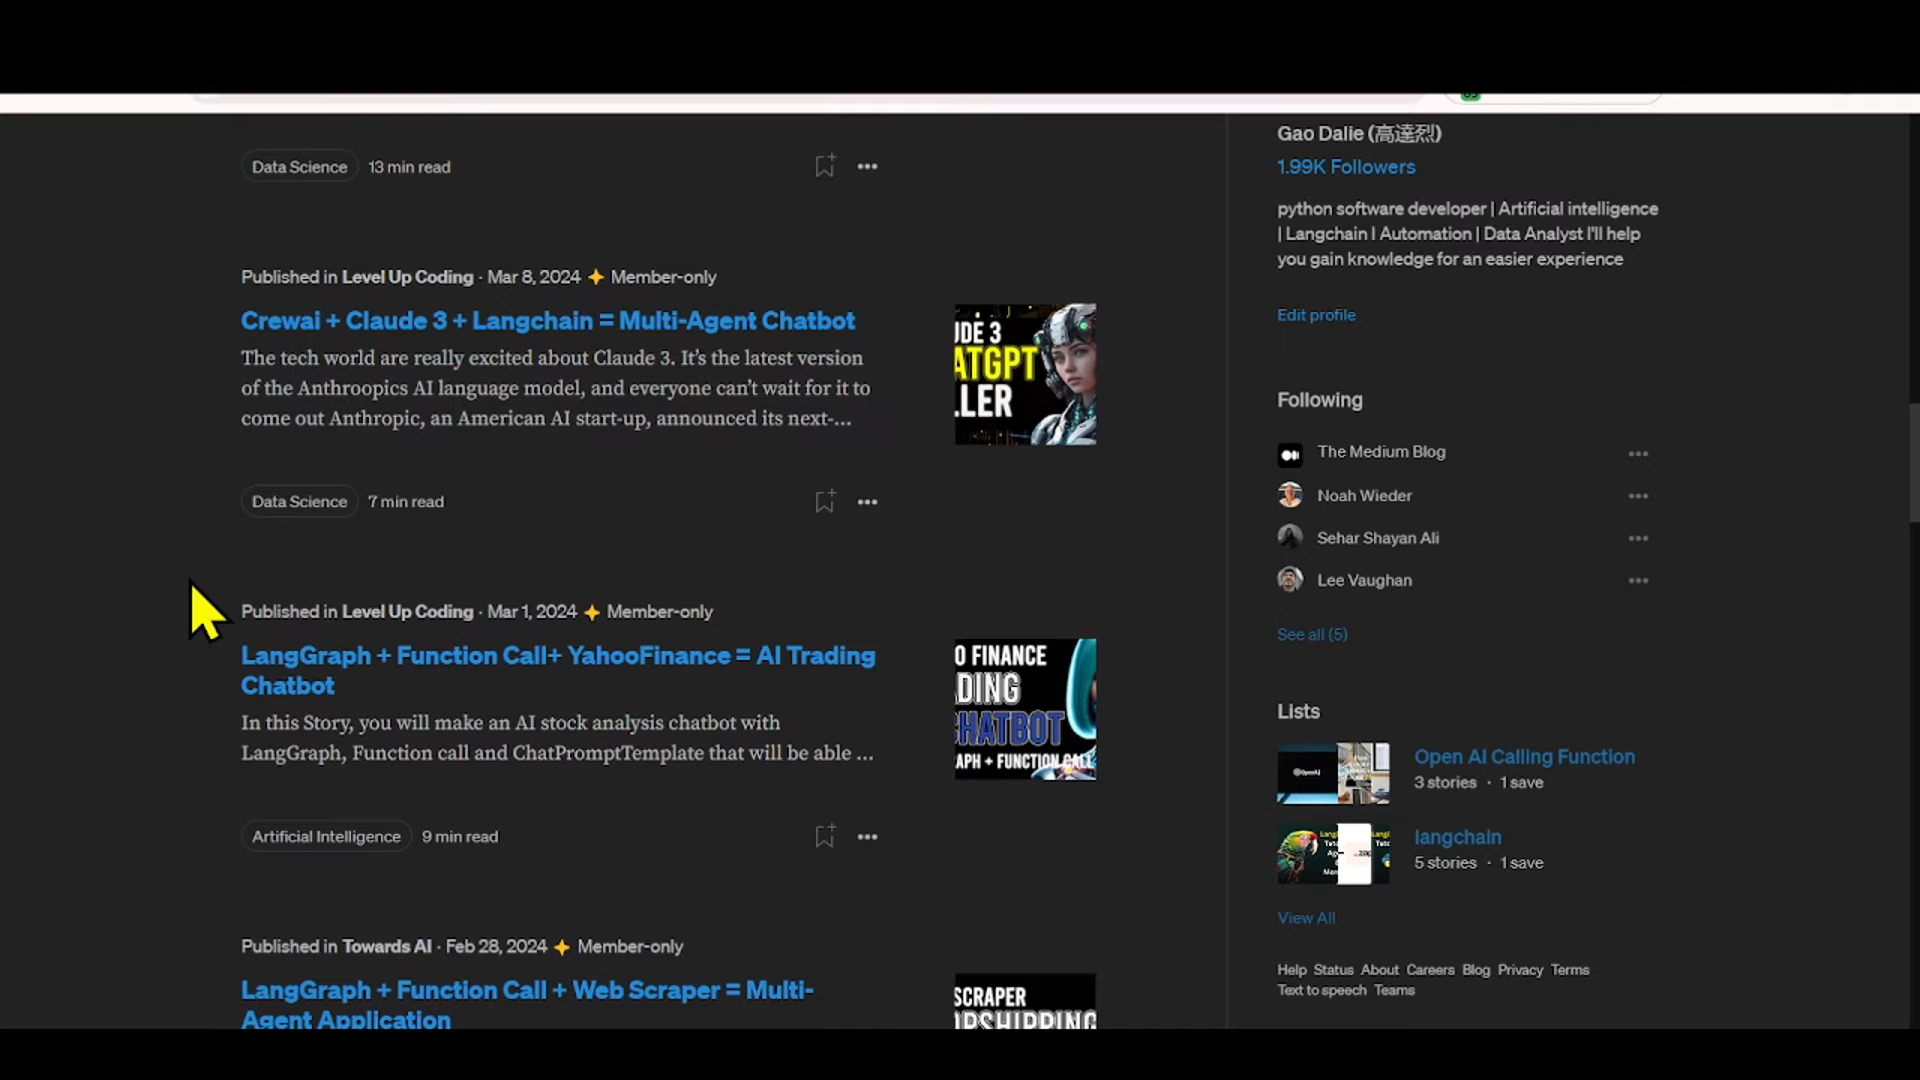 Data Science 13 min read
Published in Level Up Coding · Mar 8, 2024 Member-only
Crewai + Claude 3 + Langchain = Multi-Agent Chatbot
The tech world are really excited about Claude 3. It’s the latest version
of the Anthroopics AI language model, and everyone can’t wait for it to
come out Anthropic, an American AI start-up, announced its next-...
UDE 3
ATGPT
LLER
Data Science 7 min read
Published in Level Up Coding · Mar 1, 2024 Member-only
LangGraph + Function Call+ YahooFinance = AI Trading
Chatbot
In this Story, you will make an AI stock analysis chatbot with
LangGraph, Function call and ChatPromptTemplate that will be able ...
O FINANCE
DING
CHATBOT
APH + FUNCTION CALL
Artificial Intelligence 9 min read
Published in Towards AI · Feb 28, 2024 Member-only
LangGraph + Function Call + Web Scraper = Multi-
Agent Application
SCRAPER
OPSHIPPING
Gao Dalie (高達烈)
1.99K Followers
python software developer | Artificial intelligence
| Langchain l Automation | Data Analyst I'll help
you gain knowledge for an easier experience
Edit profile
Following
The Medium Blog
Noah Wieder
Sehar Shayan Ali
Lee Vaughan
See all (5)
Lists
OpenAI
Open AI Calling Function
3 stories · 1 save
langchain
5 stories · 1 save
View All
Help Status About Careers Blog Privacy Terms
Text to speech Teams